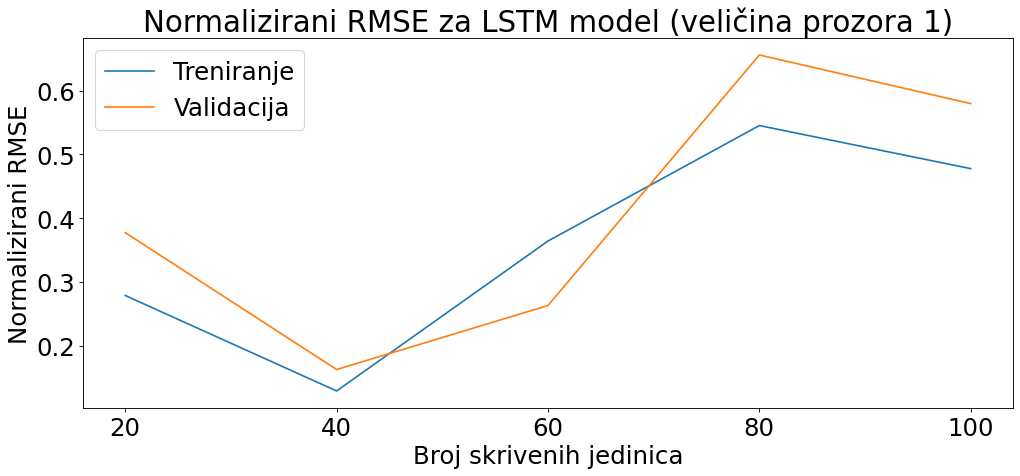 Normalizirani RMSE za LSTM model (veličina prozora 1)
Treniranje
Validacija
Normalizirani RMSE
0.6
0.5
0.4
0.3
0.2
20 40 60 80 100
Broj skrivenih jedinica